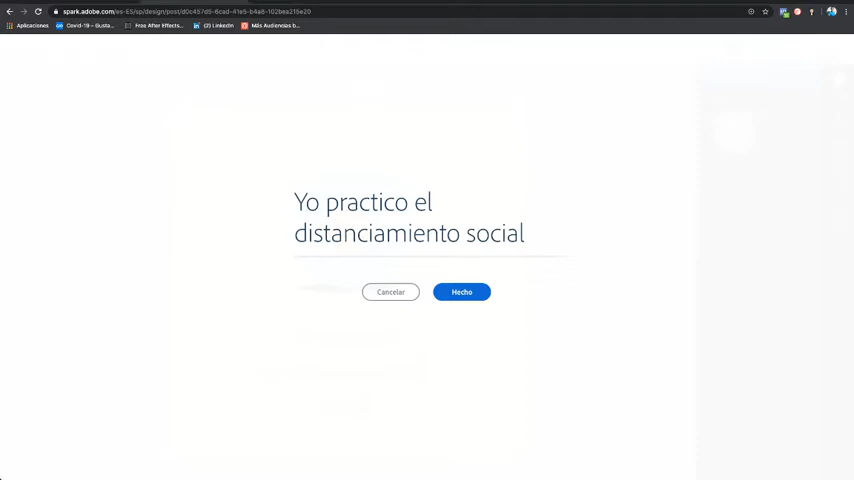 spark.adobe.com/es-ES/sp/design/post/d0c457d5-6cad-41e5-b4a8-102bea215e20
Aplicaciones Covid-19 – Gusta... Free After Effects... (2) LinkedIn Más Audiencias b...
Yo practico el
distanciamiento social
Cancelar Hecho